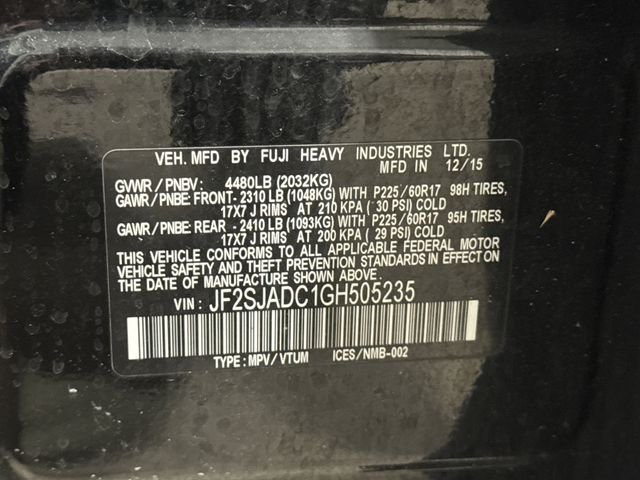 VEH. MFD BY FUJI HEAVY INDUSTRIES LTD.
MFD IN 12/15
GVWR/PNBV: 4480LB (2032KG)
GAWR/PNBE: FRONT- 2310 LB (1048KG) WITH P225/60R17 98H TIRES,
17X7 J RIMS AT 210 KPA ( 30 PSI) COLD
GAWR/PNBE: REAR - 2410 LB (1093KG) WITH P225/60R17 95H TIRES,
17X7 J RIMS AT 200 KPA ( 29 PSI) COLD
THIS VEHICLE CONFORMS TO ALL APPLICABLE FEDERAL MOTOR
VEHICLE SAFETY AND THEFT PREVENTION STANDARDS IN EFFECT ON
THE DATE OF MANUFACTURE SHOWN ABOVE.
VIN: JF2SJADC1GH505235
TYPE: MPV/VTUM ICES/NMB-002